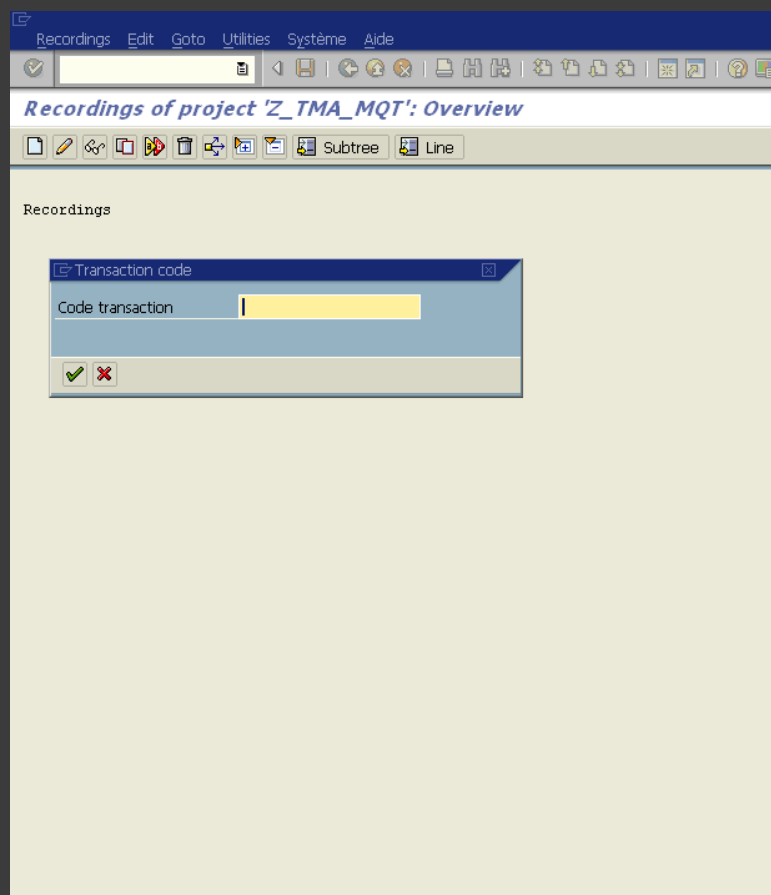 Recordings Edit Goto Utilities Système Aide
Recordings of project 'Z_TMA_MQT': Overview
Subtree Line
Recordings
Transaction code
Code transaction